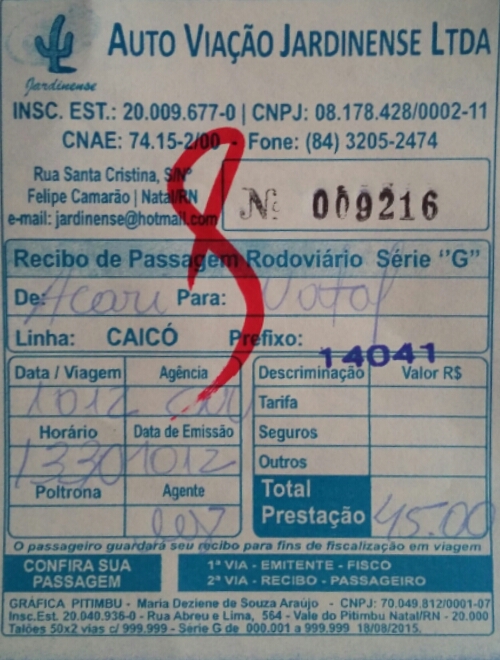 Jardinense
AUTO VIAÇÃO JARDINENSE LTDA
INSC. EST.: 20.009.677-0 | CNPJ: 08.178.428/0002-11
CNAE: 74.15-2/00 - Fone: (84) 3205-2474
Rua Santa Cristina, S/Nº
Felipe Camarão | Natal/RN
e-mail: jardinense@hotmail.com
Nº 009216
8
Recibo de Passagem Rodoviário Série "G"
De: Acari Para: Natal
Linha: CAICÓ Prefixo: 14041
Data / Viagem Agência
1012
Horário Data de Emissão
1330 1012
Poltrona Agente
Descriminação Valor R$
Tarifa
Seguros
Outros
Total
Prestação 45.00
O passageiro guardará seu recibo para fins de fiscalização em viagem
CONFIRA SUA
PASSAGEM
1ª VIA - EMITENTE - FISCO
2ª VIA - RECIBO - PASSAGEIRO
GRÁFICA PITIMBU - Maria Deziene de Souza Araújo - CNPJ: 70.049.812/0001-07
Insc.Est. 20.040.936-0 - Rua Abreu e Lima, 564 - Vale do Pitimbu Natal/RN - 20.000
Talões 50x2 vias c/ 999.999 - Série G de 000.001 a 999.999 18/08/2015.